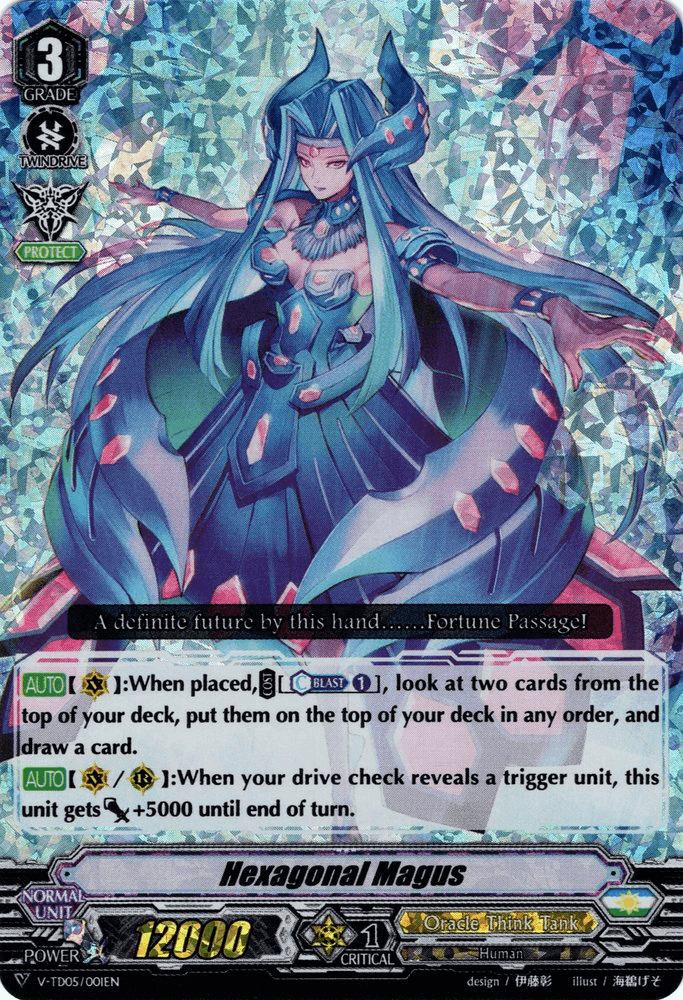 3
GRADE
TWINDRIVE
PROTECT
A definite future by this hand......Fortune Passage!
AUTO【 V 】:When placed, COST [ C BLAST 1 ], look at two cards from the
top of your deck, put them on the top of your deck in any order, and
draw a card.
AUTO【 V / R 】:When your drive check reveals a trigger unit, this
unit gets +5000 until end of turn.
Hexagonal Magus
NORMAL
UNIT
POWER 12000 1 CRITICAL
Oracle Think Tank
Human
V-TD05/001EN
design / 伊藤彰 illust / 海鵜げそ